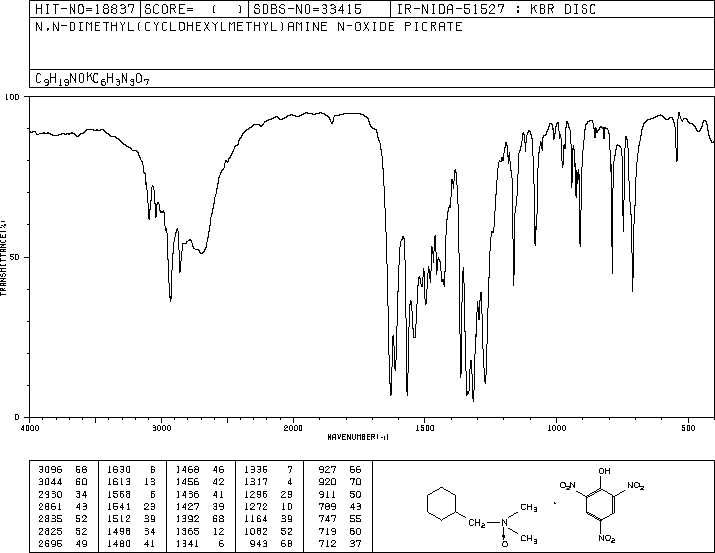 HIT-NO=18837 SCORE= ( ) SDBS-NO=33415 IR-NIDA-51527 : KBR DISC
N,N-DIMETHYL(CYCLOHEXYLMETHYL)AMINE N-OXIDE PICRATE
C9H19NO*C6H3N3O7
100
50
0
TRANSMITTANCE(%)
4000 3000 2000 1500 1000 500
WAVENUMBER(-1)
3096 68 1630 6 1468 46 1336 7 927 66
3044 60 1613 13 1456 42 1317 4 920 70
2930 34 1568 6 1436 41 1296 29 911 50
2861 43 1541 23 1427 39 1272 10 789 43
2835 52 1512 39 1392 68 1164 39 747 55
2825 52 1498 34 1365 12 1082 52 719 60
2695 49 1480 41 1341 6 943 68 712 37
CH2 N CH3 CH3 O
OH O2N NO2 NO2